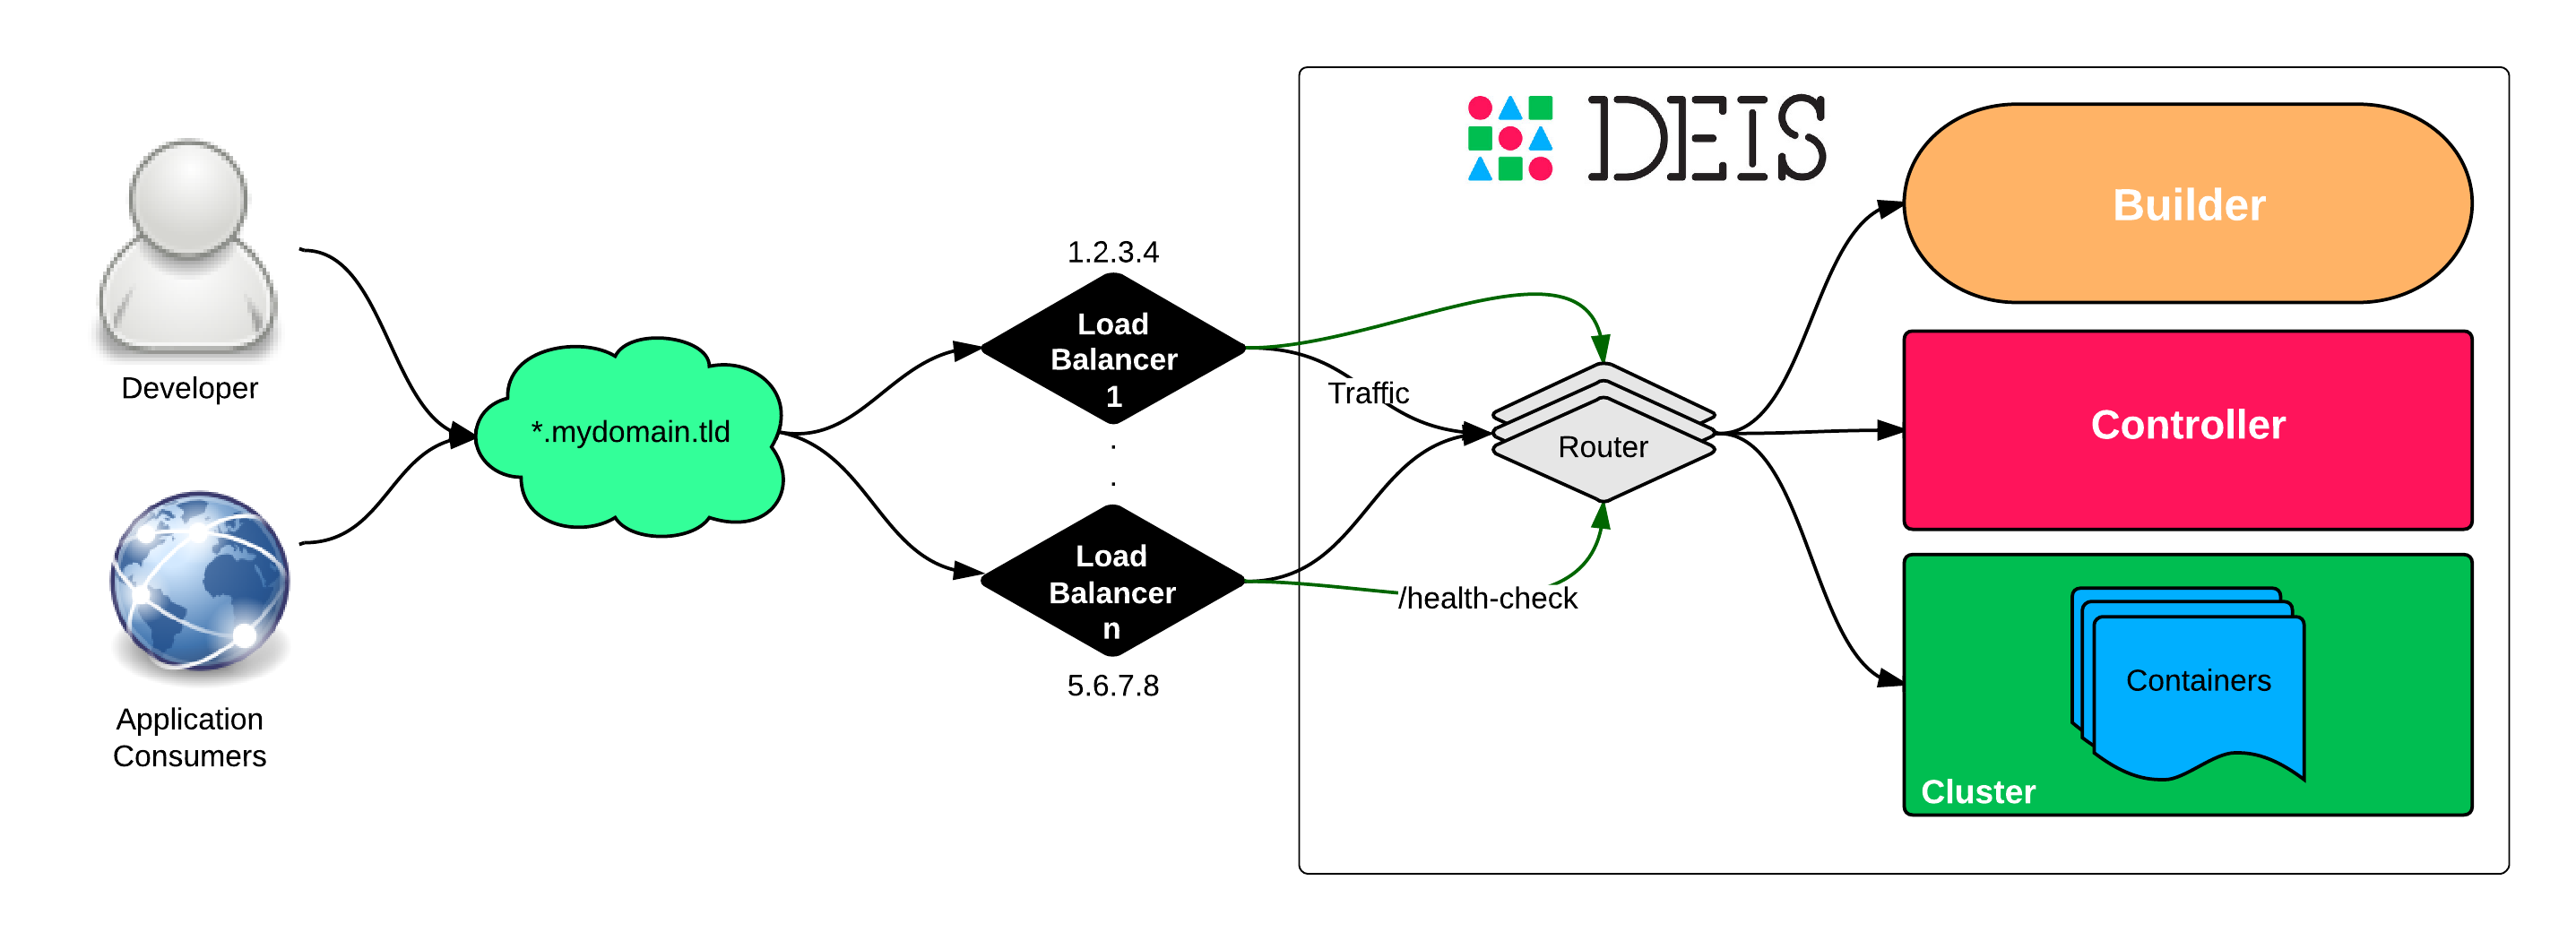 DEIS
Developer
Application
Consumers
*.mydomain.tld
1.2.3.4
Load
Balancer
1
.
.
Load
Balancer
n
5.6.7.8
Traffic
/health-check
Router
Builder
Controller
Containers
Cluster